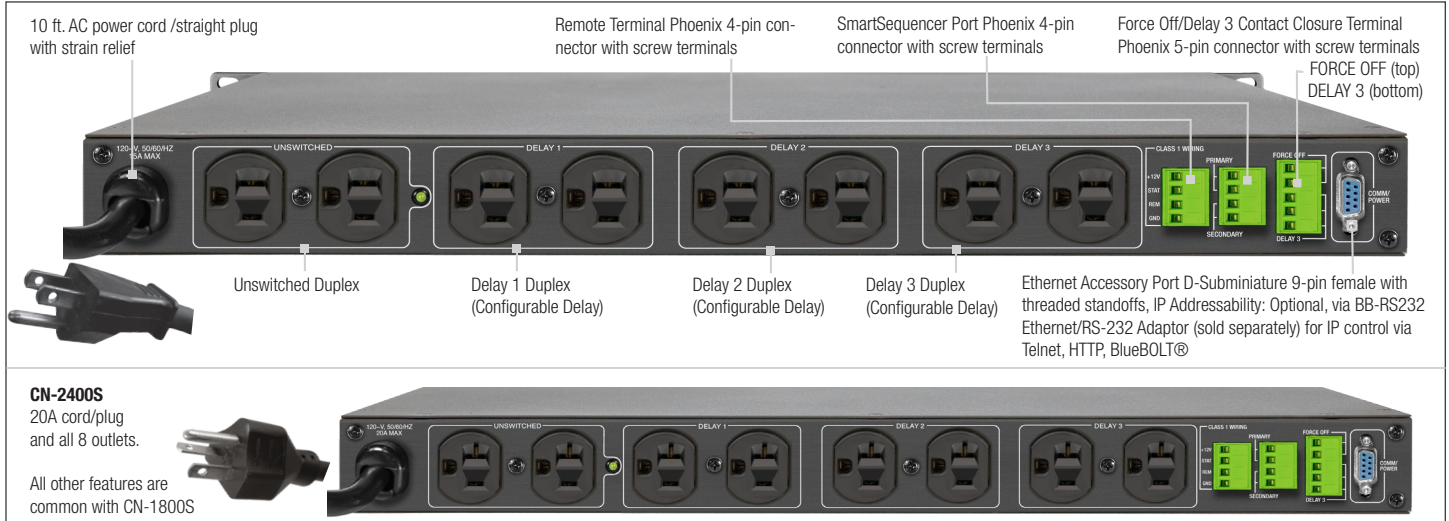 10 ft. AC power cord /straight plug
with strain relief
Remote Terminal Phoenix 4-pin con-
nector with screw terminals
SmartSequencer Port Phoenix 4-pin
connector with screw terminals
Force Off/Delay 3 Contact Closure Terminal
Phoenix 5-pin connector with screw terminals
FORCE OFF (top)
DELAY 3 (bottom)
120~V, 50/60/HZ
15A MAX
UNSWITCHED
DELAY 1
DELAY 2
DELAY 3
CLASS 1 WIRING
+12V
STAT
REM
GND
PRIMARY
SECONDARY
FORCE OFF
DELAY 3
COMM/
POWER
Unswitched Duplex
Delay 1 Duplex
(Configurable Delay)
Delay 2 Duplex
(Configurable Delay)
Delay 3 Duplex
(Configurable Delay)
Ethernet Accessory Port D-Subminiature 9-pin female with
threaded standoffs, IP Addressability: Optional, via BB-RS232
Ethernet/RS-232 Adaptor (sold separately) for IP control via
Telnet, HTTP, BlueBOLT®
CN-2400S
20A cord/plug
and all 8 outlets.
All other features are
common with CN-1800S
120~V, 50/60/HZ
20A MAX
UNSWITCHED
DELAY 1
DELAY 2
DELAY 3
CLASS 1 WIRING
+12V
STAT
REM
GND
PRIMARY
SECONDARY
FORCE OFF
DELAY 3
COMM/
POWER